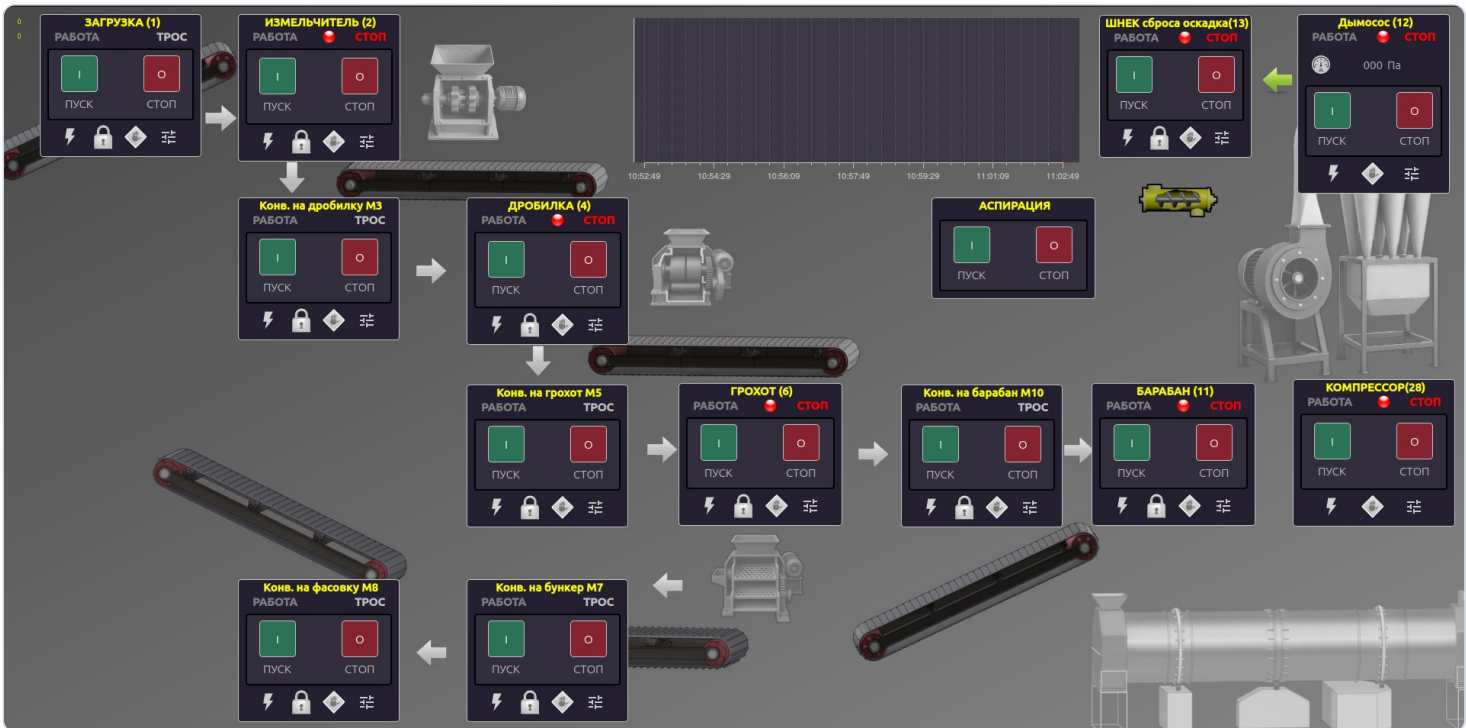 0
0
ЗАГРУЗКА (1)
РАБОТА ТРОС
I O
ПУСК СТОП
ИЗМЕЛЬЧИТЕЛЬ (2)
РАБОТА СТОП
I O
ПУСК СТОП
10:52:49 10:54:29 10:56:09 10:57:49 10:59:29 11:01:09 11:02:49
ШНЕК сброса оскадка(13)
РАБОТА СТОП
I O
ПУСК СТОП
Дымосос (12)
РАБОТА СТОП
000 Па
I O
ПУСК СТОП
Конв. на дробилку М3
РАБОТА ТРОС
I O
ПУСК СТОП
ДРОБИЛКА (4)
РАБОТА СТОП
I O
ПУСК СТОП
АСПИРАЦИЯ
I O
ПУСК СТОП
Конв. на грохот М5
РАБОТА ТРОС
I O
ПУСК СТОП
ГРОХОТ (6)
РАБОТА СТОП
I O
ПУСК СТОП
Конв. на барабан М10
РАБОТА ТРОС
I O
ПУСК СТОП
БАРАБАН (11)
РАБОТА СТОП
I O
ПУСК СТОП
КОМПРЕССОР(28)
РАБОТА СТОП
I O
ПУСК СТОП
Конв. на фасовку М8
РАБОТА ТРОС
I O
ПУСК СТОП
Конв. на бункер М7
РАБОТА ТРОС
I O
ПУСК СТОП